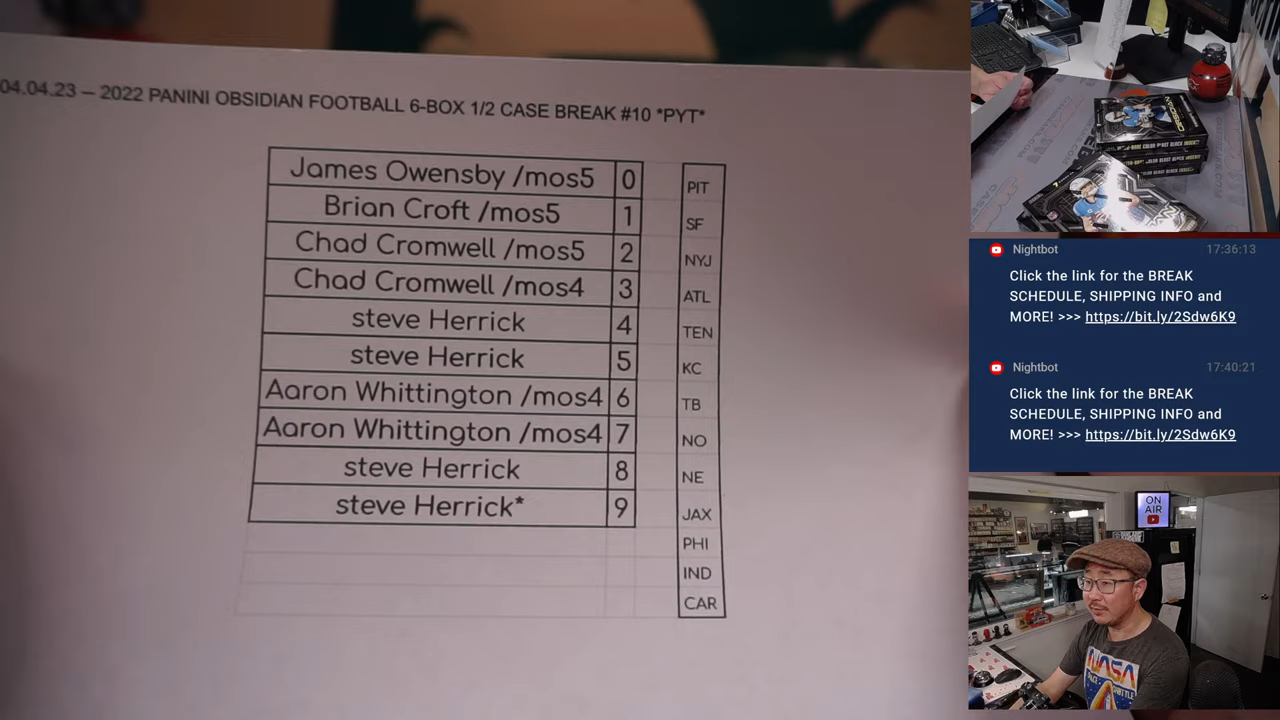 04.04.23 – 2022 PANINI OBSIDIAN FOOTBALL 6-BOX 1/2 CASE BREAK #10 *PYT*
James Owensby /mos5 0
Brian Croft /mos5 1
Chad Cromwell /mos5 2
Chad Cromwell /mos4 3
steve Herrick 4
steve Herrick 5
Aaron Whittington /mos4 6
Aaron Whittington /mos4 7
steve Herrick 8
steve Herrick* 9
PIT
SF
NYJ
ATL
TEN
KC
TB
NO
NE
JAX
PHI
IND
CAR
Nightbot 17:36:13
Click the link for the BREAK
SCHEDULE, SHIPPING INFO and
MORE! >>> https://bit.ly/2Sdw6K9
Nightbot 17:40:21
Click the link for the BREAK
SCHEDULE, SHIPPING INFO and
MORE! >>> https://bit.ly/2Sdw6K9
ON
AIR
NASA